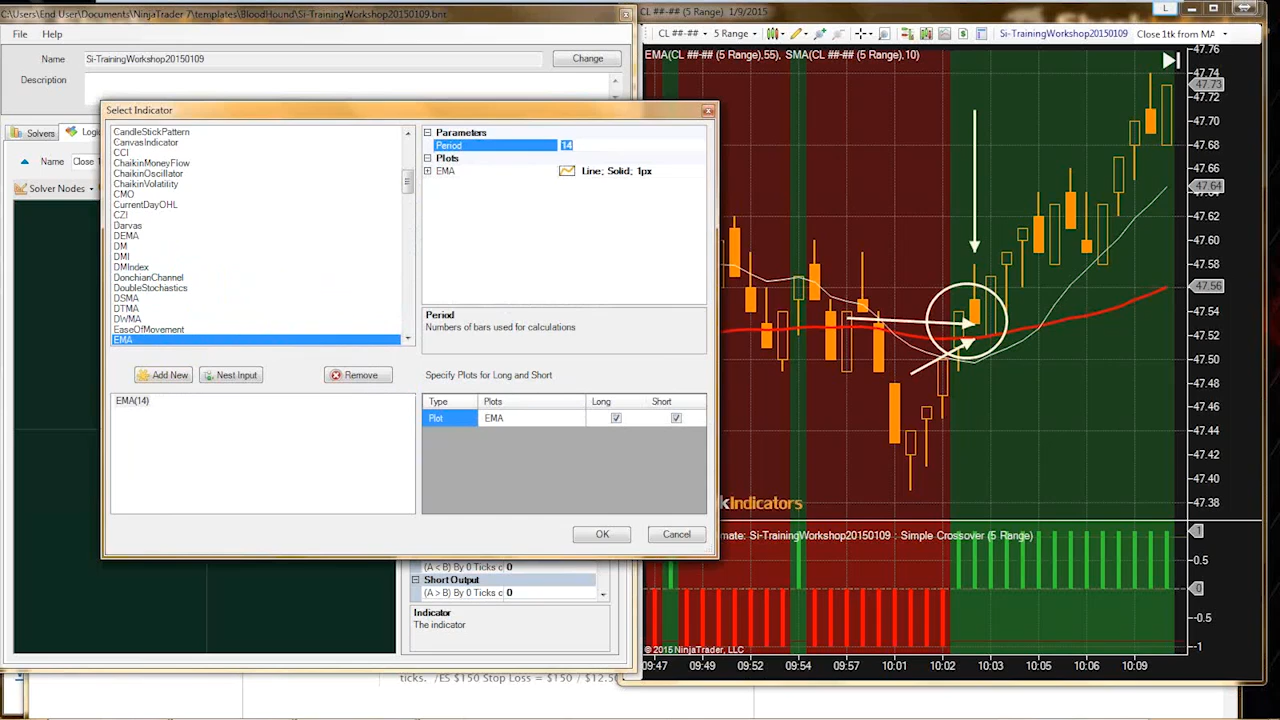 C:\Users\End User\Documents\NinjaTrader 7\templates\BloodHound\Si-TrainingWorkshop20150109.bnt
File Help
Name Si-TrainingWorkshop20150109 Change
Description
Solvers
Name Close 1
Solver Nodes
Select Indicator
CandleStickPattern
CanvasIndicator
CCI
ChaikinMoneyFlow
ChaikinOscillator
ChaikinVolatility
CMO
CurrentDayOHL
CZI
Darvas
DEMA
DM
DMI
DMIndex
DonchianChannel
DoubleStochastics
DSMA
DTMA
DWMA
EaseOfMovement
EMA
Parameters
Period 14
Plots
EMA Line; Solid; 1px
Period
Numbers of bars used for calculations
Add New Nest Input Remove
EMA(14)
Specify Plots for Long and Short
Type Plots Long Short
Plot EMA
OK Cancel
(A < B) By 0 Ticks c 0
Short Output
(A > B) By 0 Ticks c 0
Indicator
The indicator
ticks. /ES $150 Stop Loss = $150 / $12.50
CL ##-## (5 Range) 1/9/2015
L
CL ##-## 5 Range Si-TrainingWorkshop20150109 Close 1tk from MA
EMA(CL ##-## (5 Range),55), SMA(CL ##-## (5 Range),10)
47.76
47.74
47.73
47.72
47.70
47.68
47.66
47.64
47.62
47.60
47.58
47.56
47.54
47.52
47.50
47.48
47.46
47.44
47.42
47.40
47.38
kIndicators
mate: Si-TrainingWorkshop20150109 : Simple Crossover (5 Range)
1
0.5
0
-0.5
-1
© 2015 NinjaTrader, LLC
09:47 09:49 09:52 09:54 09:57 10:01 10:02 10:03 10:05 10:06 10:09